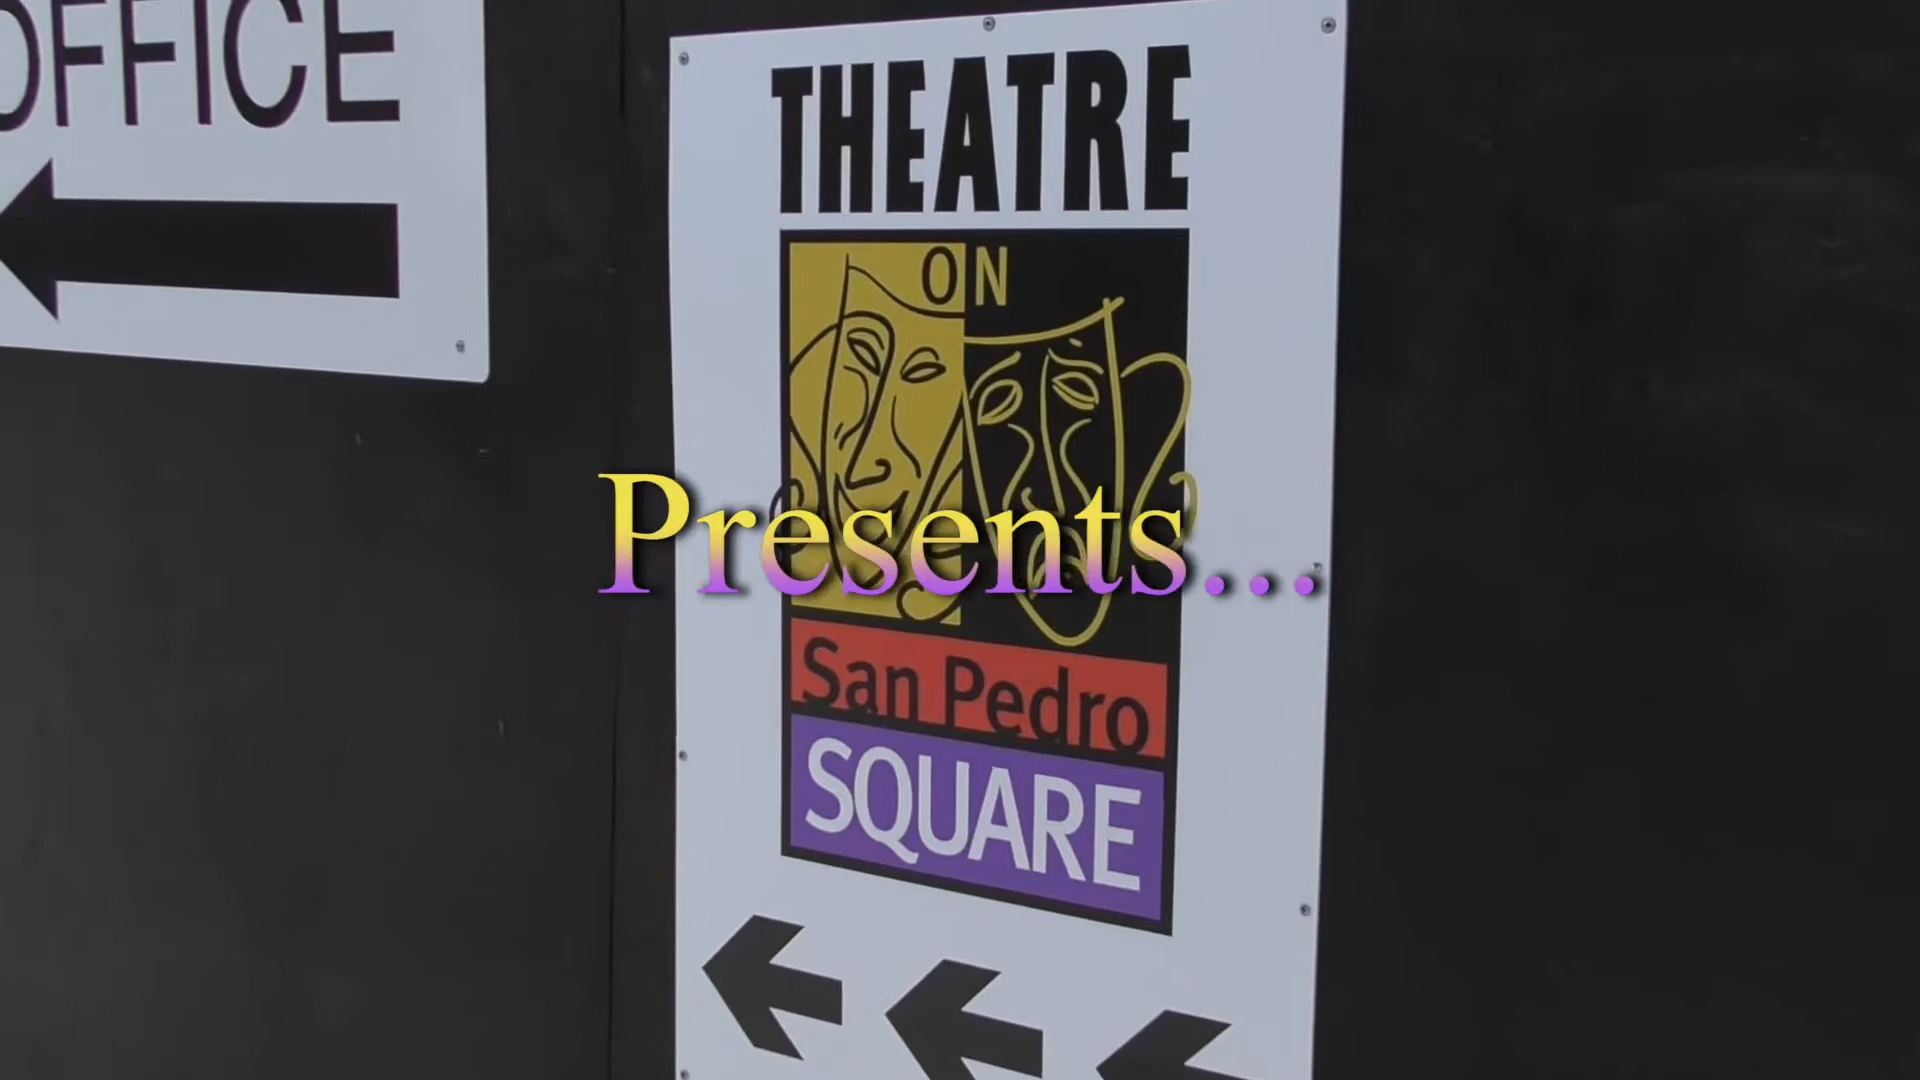 OFFICE
THEATRE
ON
Presents...
San Pedro
SQUARE